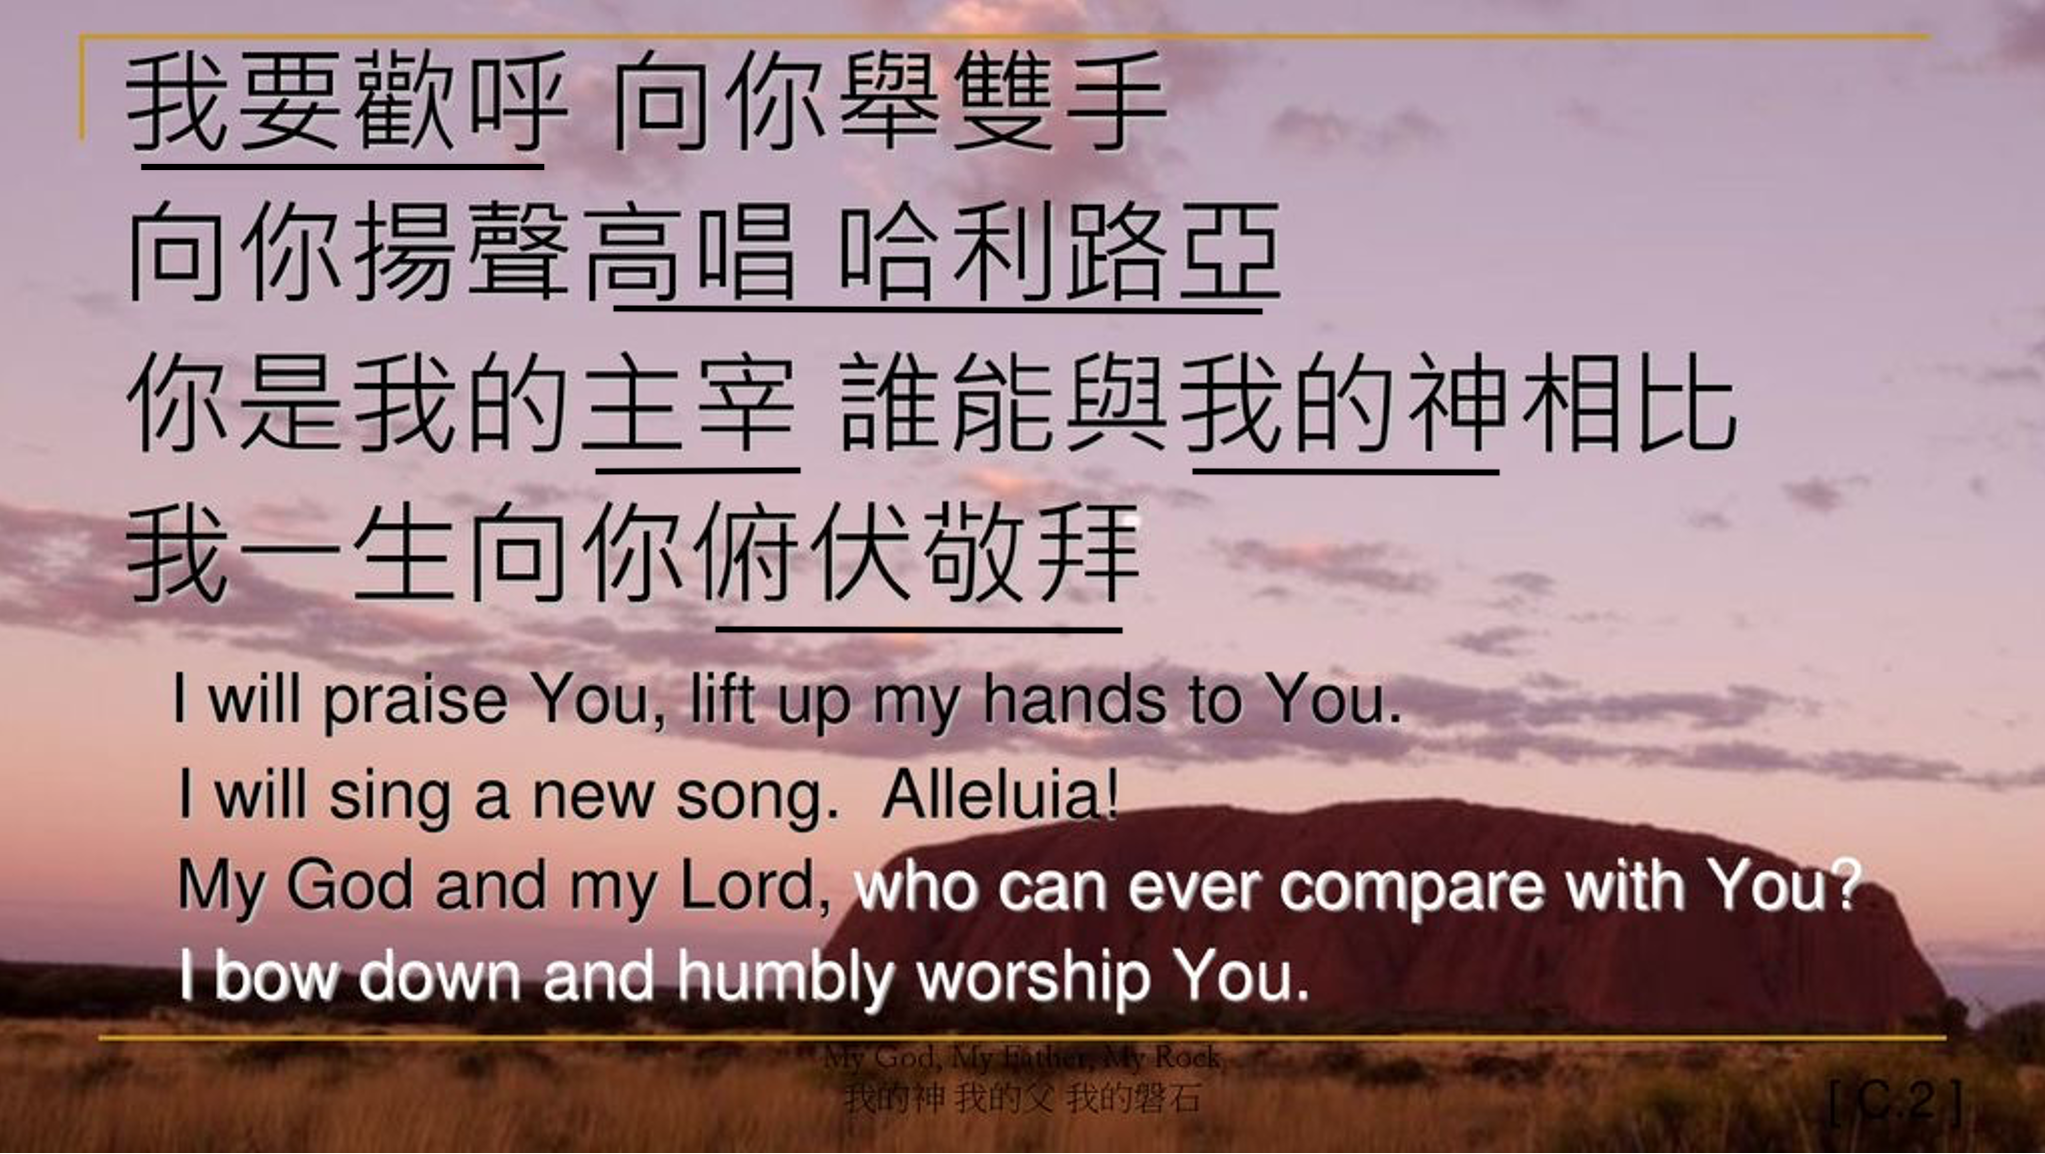 我要歡呼 向你舉雙手
向你揚聲高唱 哈利路亞
你是我的主宰 誰能與我的神相比
我一生向你俯伏敬拜
I will praise You, lift up my hands to You.
I will sing a new song.  Alleluia!
My God and my Lord, who can ever compare with You?
I bow down and humbly worship You.
My God, My Father, My Rock
我的神 我的父 我的磐石
[ C.2 ]